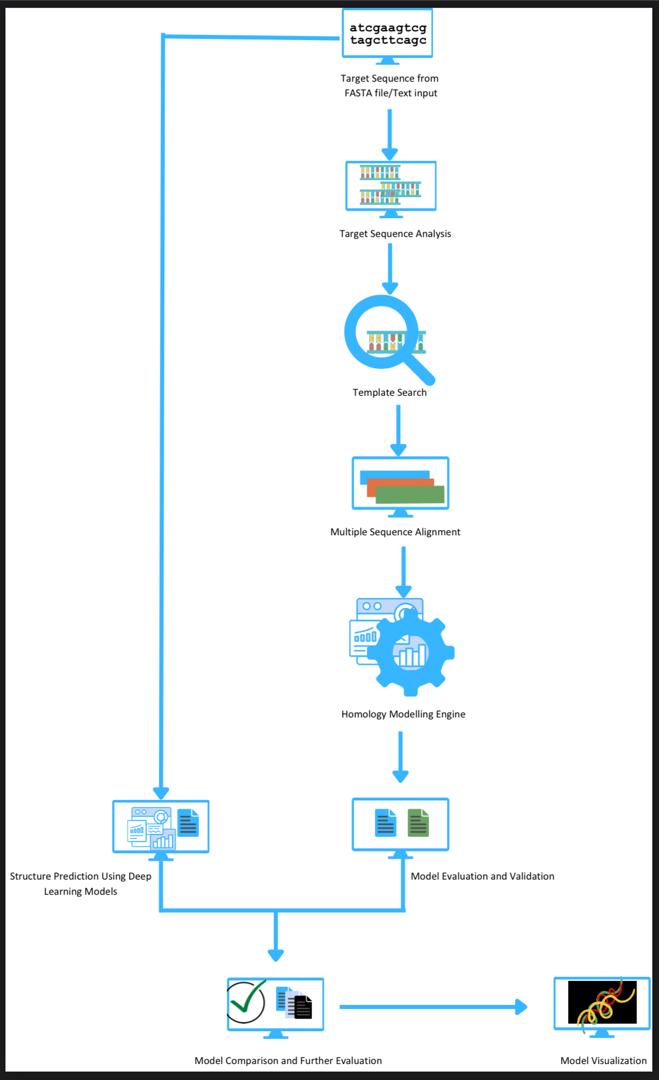 atcgaagtcg
tagcttcagc
Target Sequence from
FASTA file/Text input
Target Sequence Analysis
Template Search
Multiple Sequence Alignment
Homology Modelling Engine
Structure Prediction Using Deep
Learning Models
Model Evaluation and Validation
Model Comparison and Further Evaluation
Model Visualization